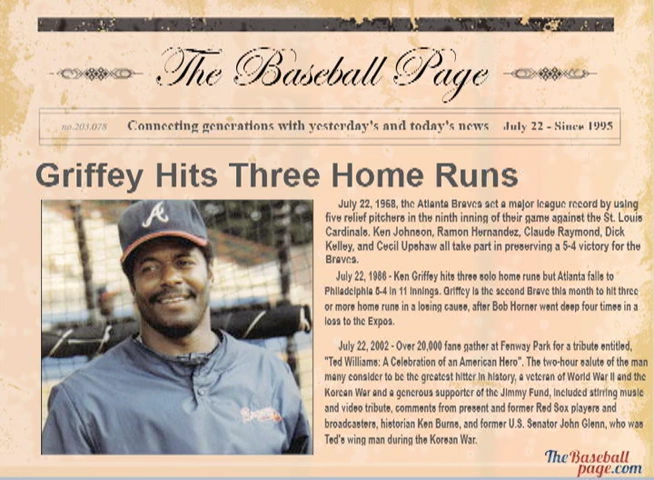 The Baseball Page
no.203.078 Connecting generations with yesterday's and today's news July 22 - Since 1995
Griffey Hits Three Home Runs
A
July 22, 1968, the Atlanta Braves set a major league record by using
five relief pitchers in the ninth inning of their game against the St. Louis
Cardinals. Ken Johnson, Ramon Hernandez, Claude Raymond, Dick
Kelley, and Cecil Upshaw all take part in preserving a 5-4 victory for the
Braves.
July 22, 1986 - Ken Griffey hits three solo home runs but Atlanta falls to
Philadelphia 5-4 in 11 innings. Griffey is the second Brave this month to hit three
or more home runs in a losing cause, after Bob Horner went deep four times in a
loss to the Expos.
July 22, 2002 - Over 20,000 fans gather at Fenway Park for a tribute entitled,
"Ted Williams: A Celebration of an American Hero". The two-hour salute of the man
many consider to be the greatest hitter in history, a veteran of World War II and the
Korean War and a generous supporter of the Jimmy Fund, included stirring music
and video tribute, comments from present and former Red Sox players and
broadcasters, historian Ken Burns, and former U.S. Senator John Glenn, who was
Ted's wing man during the Korean War.
Braves
TheBaseball
page.com